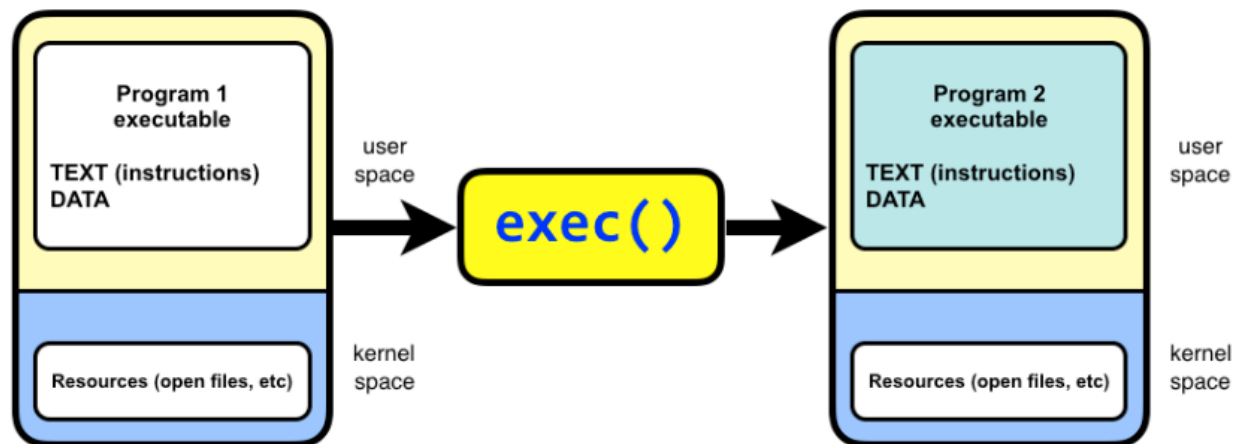 Program 1
executable
TEXT (instructions)
DATA
user
space
Resources (open files, etc)
kernel
space
exec()
Program 2
executable
TEXT (instructions)
DATA
user
space
Resources (open files, etc)
kernel
space